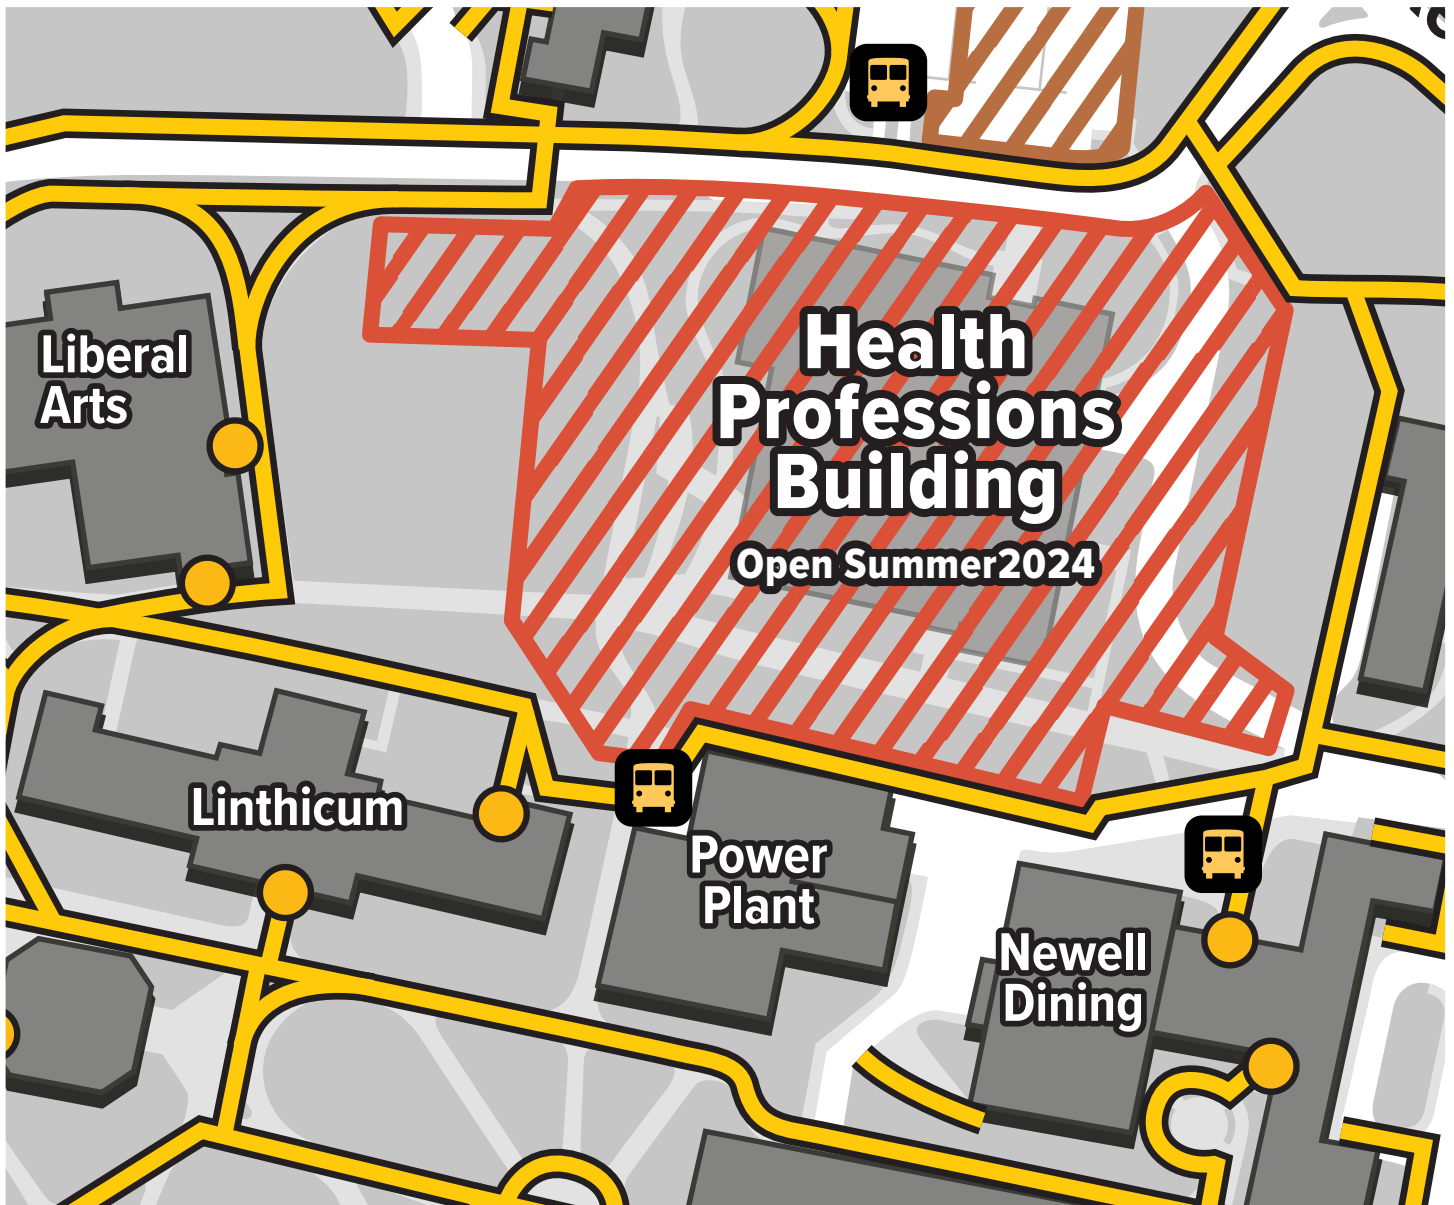 Health
Professions
Building
Open Summer2024
Liberal
Arts
Linthicum
Power
Plant
Newell
Dining